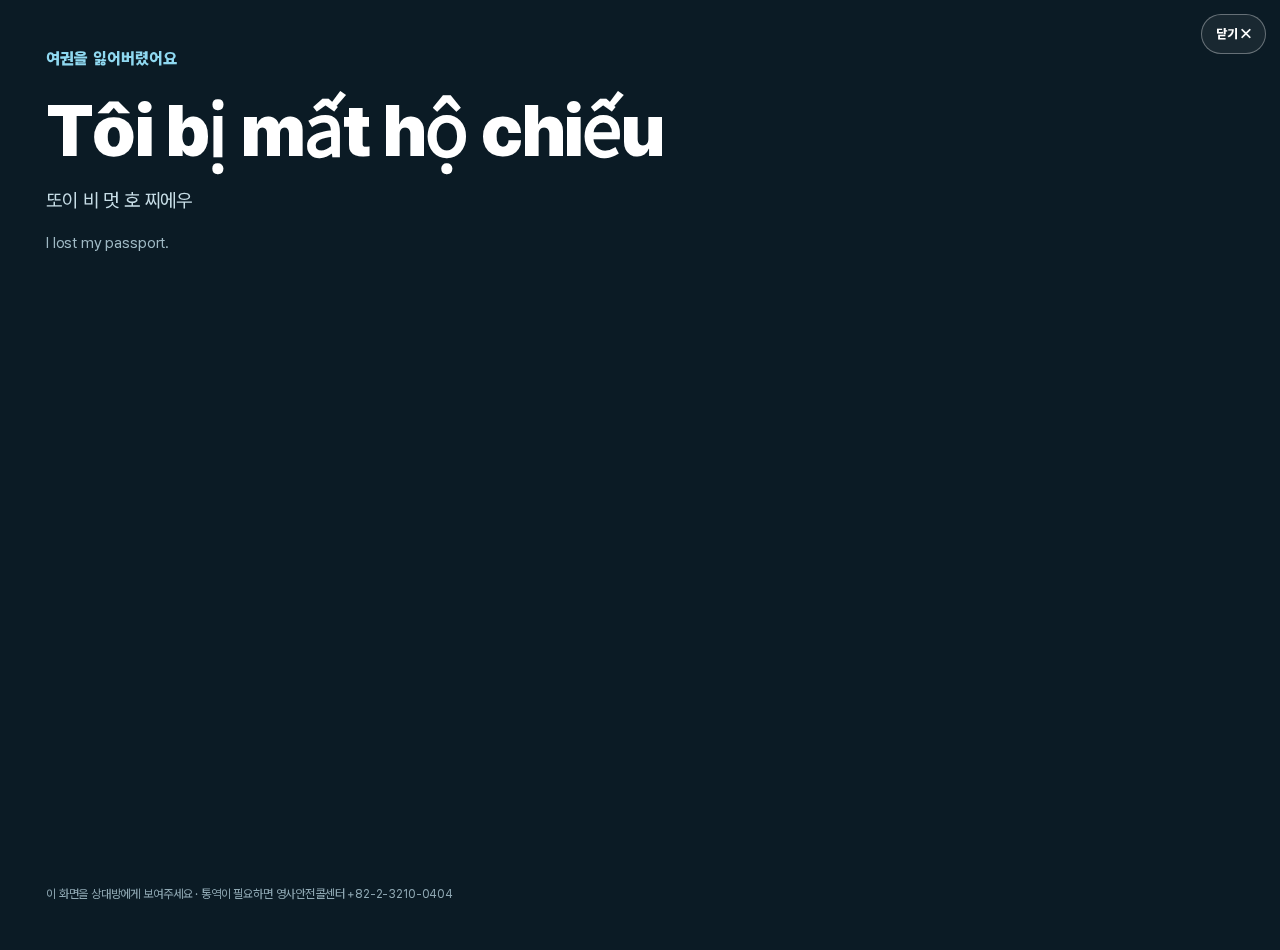 닫기 ✕
여권을 잃어버렸어요
Tôi bị mất hộ chiếu
또이 비 멋 호 찌에우
I lost my passport.
이 화면을 상대방에게 보여주세요 · 통역이 필요하면 영사안전콜센터 +82-2-3210-0404